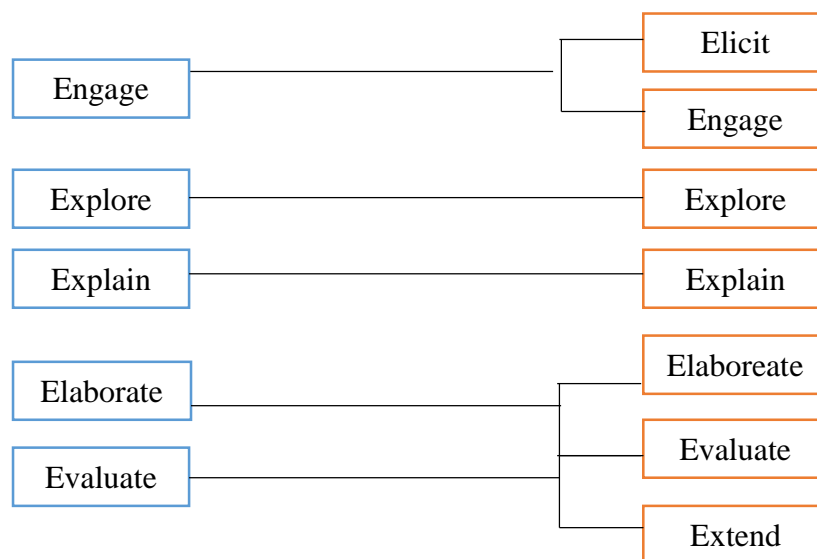 Engage
Explore
Explain
Elaborate
Evaluate
Elicit
Engage
Explore
Explain
Elaboreate
Evaluate
Extend